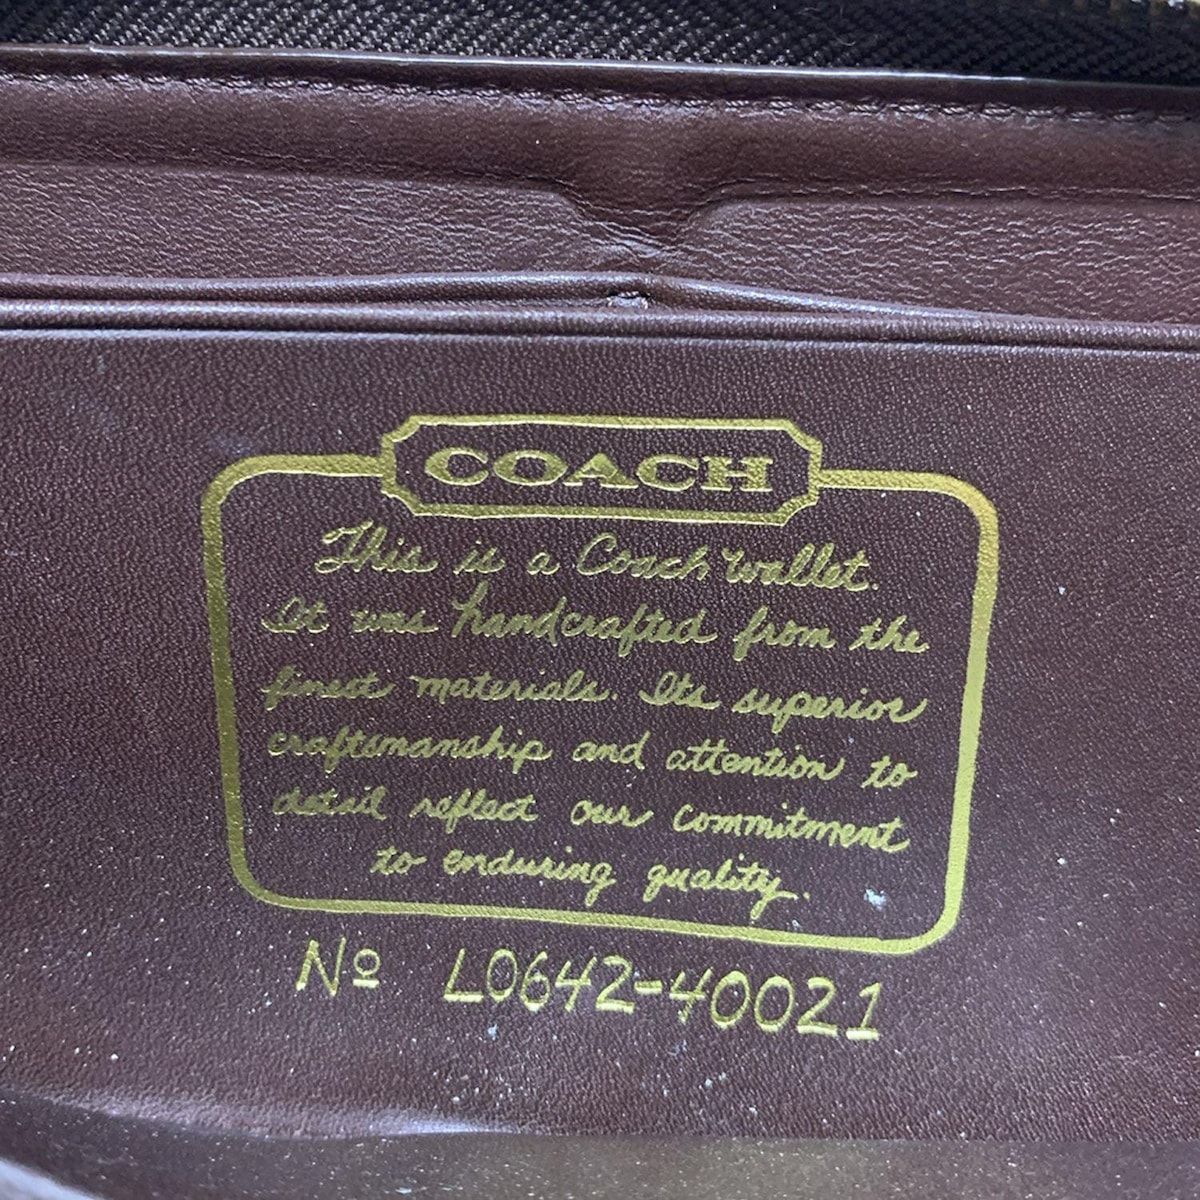 COACH
This is a Coach wallet.
It was handcrafted from the
finest materials. Its superior
craftsmanship and attention to
detail reflect our commitment
to enduring quality.
Nº L0642-40021